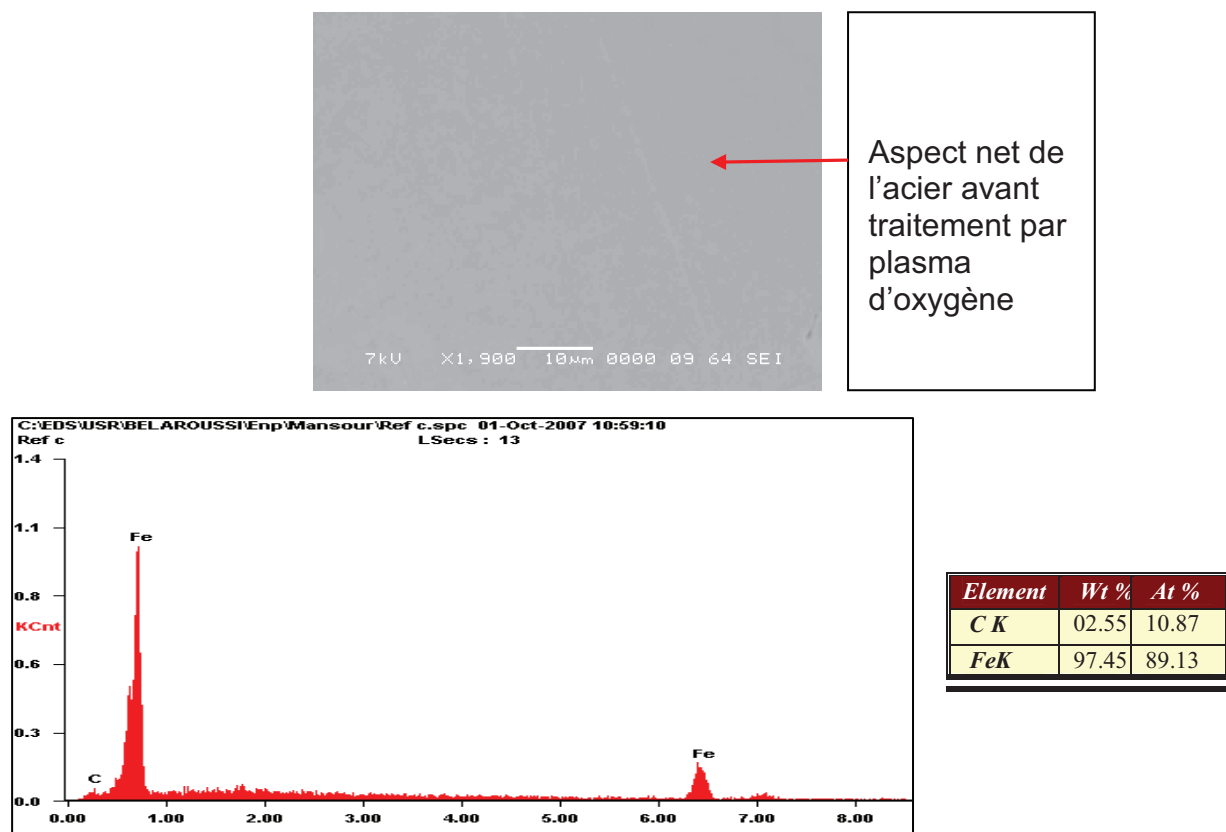 Aspect net de
l'acier avant
traitement par
plasma
d'oxygène
7kV X1,900 10µm 0000 09 64 SEI
C:\EDS\USR\BELAROUSSI\Enp\Mansour\Ref c.spc 01-Oct-2007 10:59:10
Ref c LSecs : 13
1.4
1.1
Fe
0.8
KCnt
0.6
0.3
Fe
C
0.0
0.00 1.00 2.00 3.00 4.00 5.00 6.00 7.00 8.00
Element Wt % At %
C K 02.55 10.87
FeK 97.45 89.13